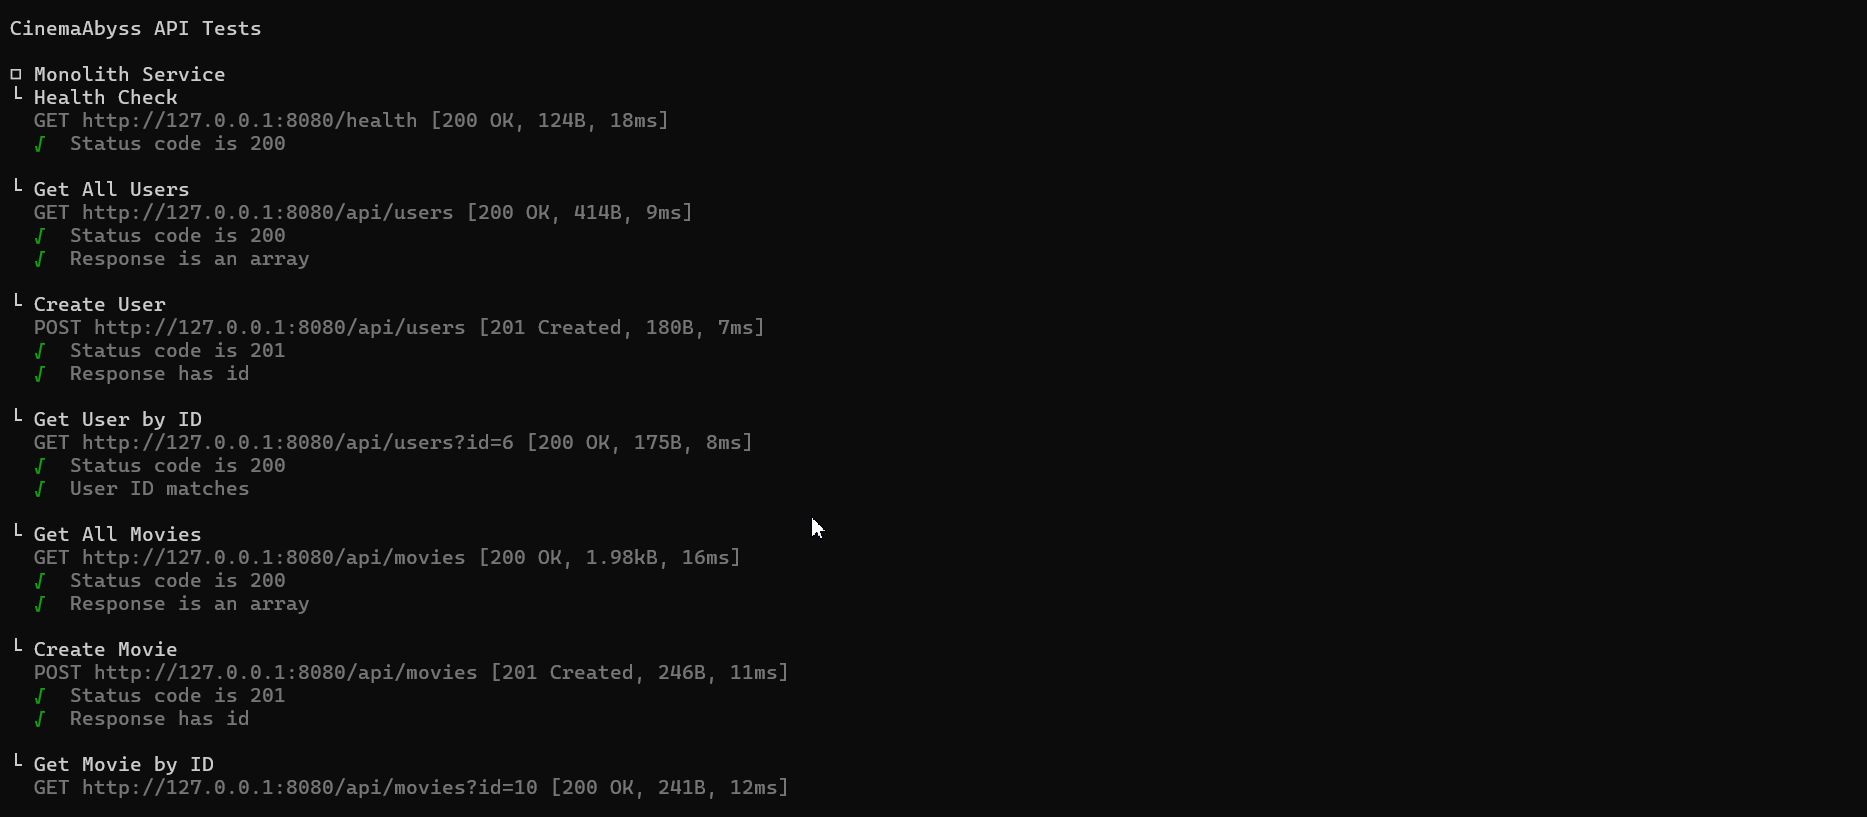 CinemaAbyss API Tests
□ Monolith Service
└ Health Check
GET http://127.0.0.1:8080/health [200 OK, 124B, 18ms]
√ Status code is 200
└ Get All Users
GET http://127.0.0.1:8080/api/users [200 OK, 414B, 9ms]
√ Status code is 200
√ Response is an array
└ Create User
POST http://127.0.0.1:8080/api/users [201 Created, 180B, 7ms]
√ Status code is 201
√ Response has id
└ Get User by ID
GET http://127.0.0.1:8080/api/users?id=6 [200 OK, 175B, 8ms]
√ Status code is 200
√ User ID matches
└ Get All Movies
GET http://127.0.0.1:8080/api/movies [200 OK, 1.98kB, 16ms]
√ Status code is 200
√ Response is an array
└ Create Movie
POST http://127.0.0.1:8080/api/movies [201 Created, 246B, 11ms]
√ Status code is 201
√ Response has id
└ Get Movie by ID
GET http://127.0.0.1:8080/api/movies?id=10 [200 OK, 241B, 12ms]